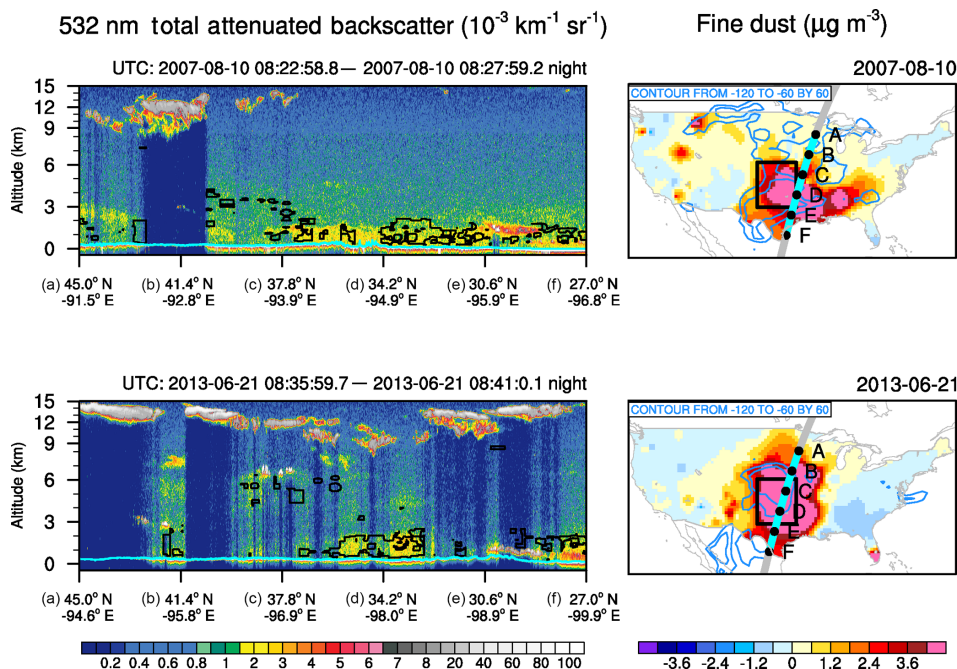 532 nm total attenuated backscatter (10⁻³ km⁻¹ sr⁻¹)
Fine dust (μg m⁻³)
UTC: 2007-08-10 08:22:58.8 — 2007-08-10 08:27:59.2 night
2007-08-10
15
12
9
6
3
0
Altitude (km)
(a) 45.0° N (b) 41.4° N (c) 37.8° N (d) 34.2° N (e) 30.6° N (f) 27.0° N
-91.5° E -92.8° E -93.9° E -94.9° E -95.9° E -96.8° E
CONTOUR FROM -120 TO -60 BY 60
A
B
C
D
E
F
UTC: 2013-06-21 08:35:59.7 — 2013-06-21 08:41:0.1 night
2013-06-21
15
12
9
6
3
0
Altitude (km)
(a) 45.0° N (b) 41.4° N (c) 37.8° N (d) 34.2° N (e) 30.6° N (f) 27.0° N
-94.6° E -95.8° E -96.9° E -98.0° E -98.9° E -99.9° E
CONTOUR FROM -120 TO -60 BY 60
A
B
C
D
E
F
0.2 0.4 0.6 0.8 1 2 3 4 5 6 7 8 20 40 60 80 100
-3.6 -2.4 -1.2 0 1.2 2.4 3.6